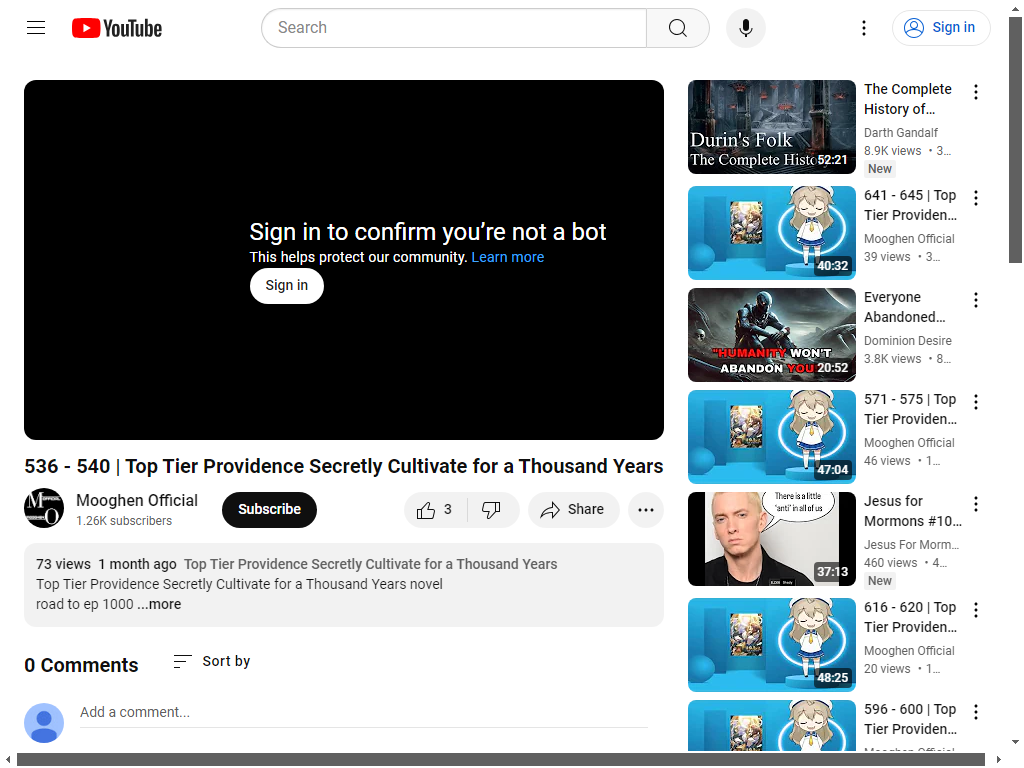 YouTube
Search
Sign in
Sign in to confirm you’re not a bot
This helps protect our community. Learn more
Sign in
536 - 540 | Top Tier Providence Secretly Cultivate for a Thousand Years
Mooghen Official
1.26K subscribers
Subscribe
3
Share
73 views 1 month ago Top Tier Providence Secretly Cultivate for a Thousand Years
Top Tier Providence Secretly Cultivate for a Thousand Years novel
road to ep 1000 ...more
0 Comments
Sort by
Add a comment...
Durin's Folk
The Complete Histo
52:21
The Complete
History of...
Darth Gandalf
8.9K views • 3...
New
40:32
641 - 645 | Top
Tier Providen...
Mooghen Official
39 views • 3...
"HUMANITY WON'T
ABANDON YOU
20:52
Everyone
Abandoned...
Dominion Desire
3.8K views • 8...
47:04
571 - 575 | Top
Tier Providen...
Mooghen Official
46 views • 1...
There is a little
'anti' in all of us
37:13
Jesus for
Mormons #10...
Jesus For Morm...
460 views • 4...
New
48:25
616 - 620 | Top
Tier Providen...
Mooghen Official
20 views • 1...
596 - 600 | Top
Tier Providen...
Mooghen Official